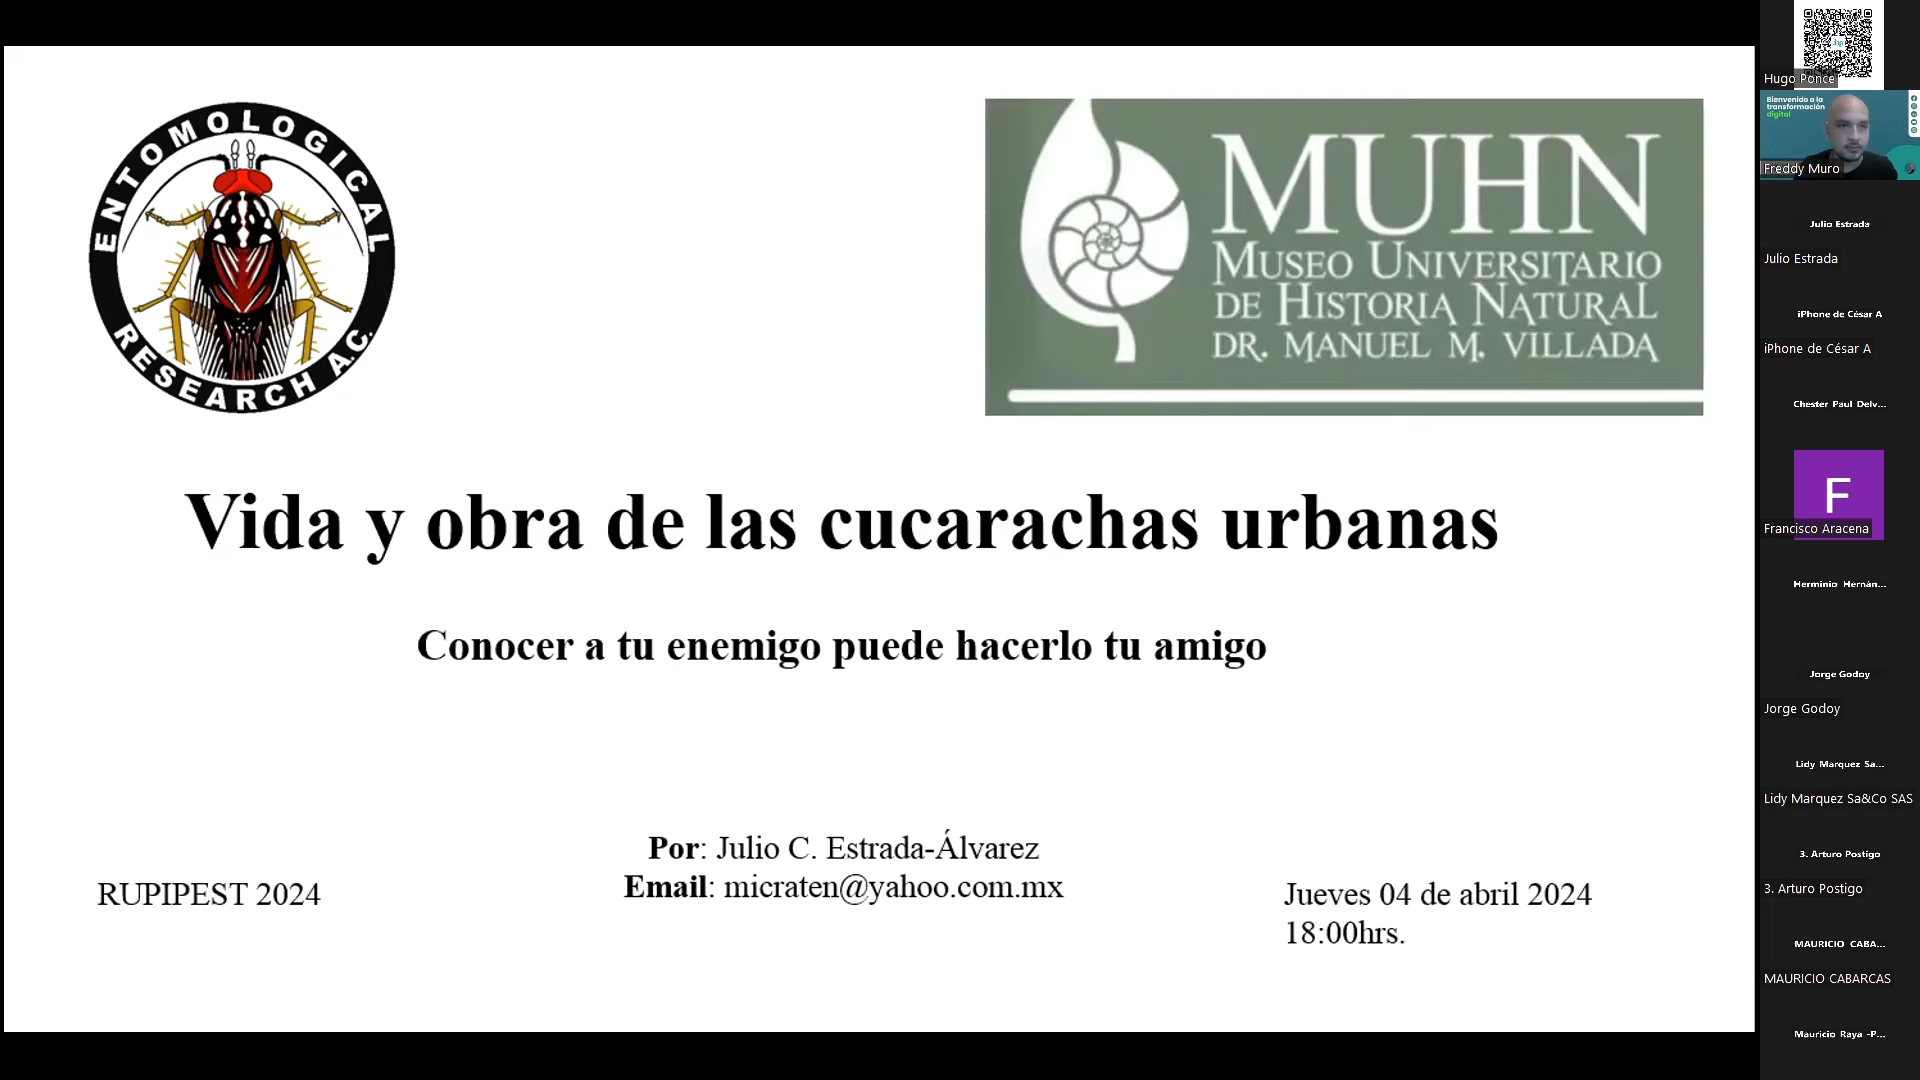 ENTOMOLOGICAL
RESEARCH A.C.
MUHN
MUSEO UNIVERSITARIO
DE HISTORIA NATURAL
DR. MANUEL M. VILLADA
Vida y obra de las cucarachas urbanas
Conocer a tu enemigo puede hacerlo tu amigo
RUPIPEST 2024
Por: Julio C. Estrada-Álvarez
Email: micraten@yahoo.com.mx
Jueves 04 de abril 2024
18:00hrs.
Hugo Ponce
Bienvenido a la
transformación
digital
Freddy Muro
Julio Estrada
Julio Estrada
iPhone de César A
iPhone de César A
Chester Paul Delv...
F
Francisco Aracena
Herminio Hernán...
Jorge Godoy
Jorge Godoy
Lidy Marquez Sa...
Lidy Marquez Sa&Co SAS
3. Arturo Postigo
3. Arturo Postigo
MAURICIO CABA...
MAURICIO CABARCAS
Mauricio Raya -P...